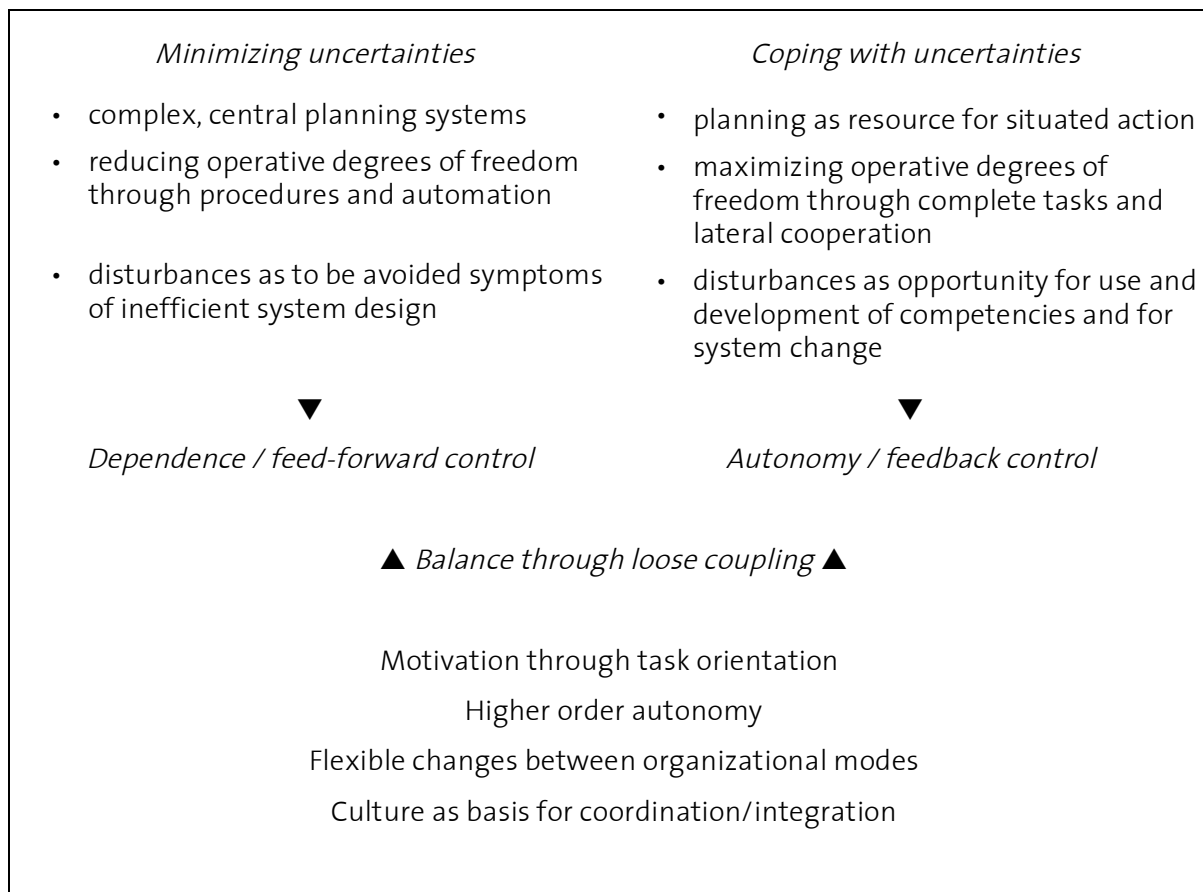 Minimizing uncertainties
• complex, central planning systems
• reducing operative degrees of freedom
through procedures and automation
• disturbances as to be avoided symptoms
of inefficient system design
▼
Dependence / feed-forward control
Coping with uncertainties
• planning as resource for situated action
• maximizing operative degrees of
freedom through complete tasks and
lateral cooperation
• disturbances as opportunity for use and
development of competencies and for
system change
▼
Autonomy / feedback control
▲ Balance through loose coupling ▲
Motivation through task orientation
Higher order autonomy
Flexible changes between organizational modes
Culture as basis for coordination/integration